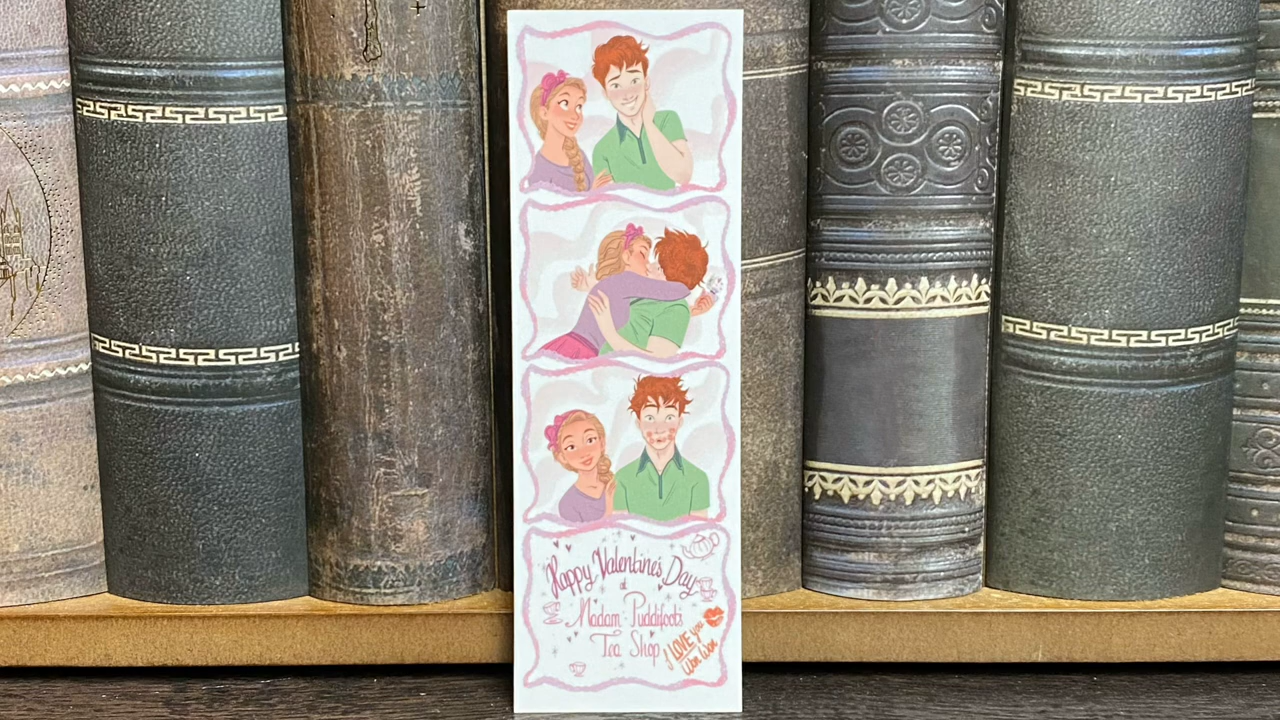 Happy Valentine's Day
at
Madam Puddifoot's
Tea Shop
I LOVE you
Won Won